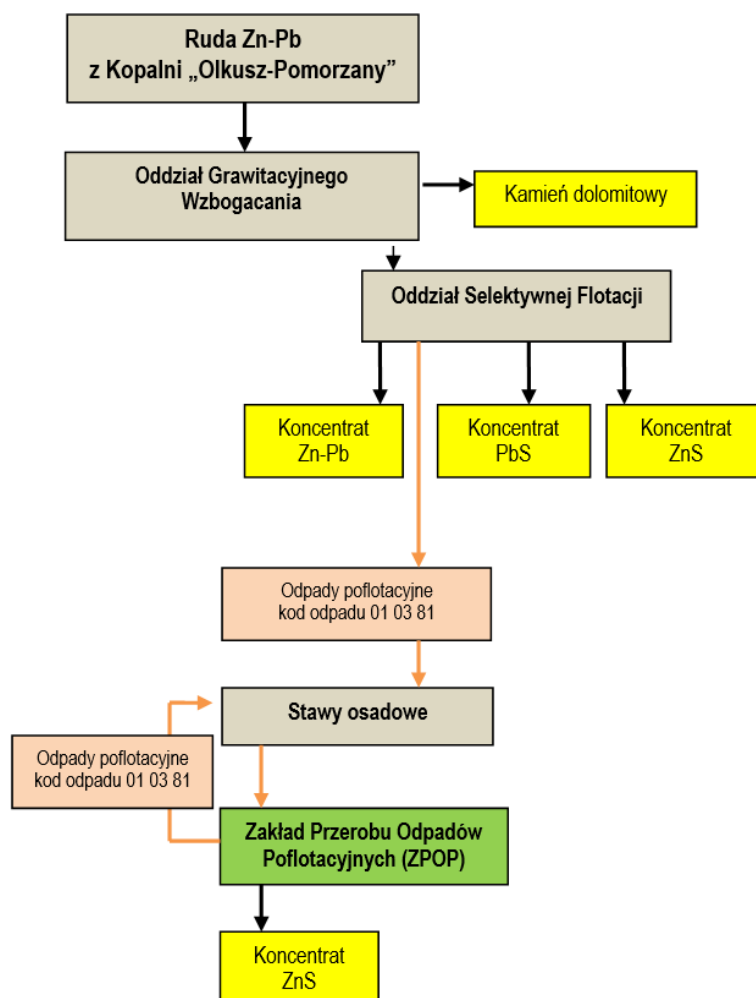 Ruda Zn-Pb
z Kopalni „Olkusz-Pomorzany”
Oddział Grawitacyjnego
Wzbogacania
Kamień dolomitowy
Oddział Selektywnej Flotacji
Koncentrat
Zn-Pb
Koncentrat
PbS
Koncentrat
ZnS
Odpady poflotacyjne
kod odpadu 01 03 81
Stawy osadowe
Odpady poflotacyjne
kod odpadu 01 03 81
Zakład Przerobu Odpadów
Poflotacyjnych (ZPOP)
Koncentrat
ZnS